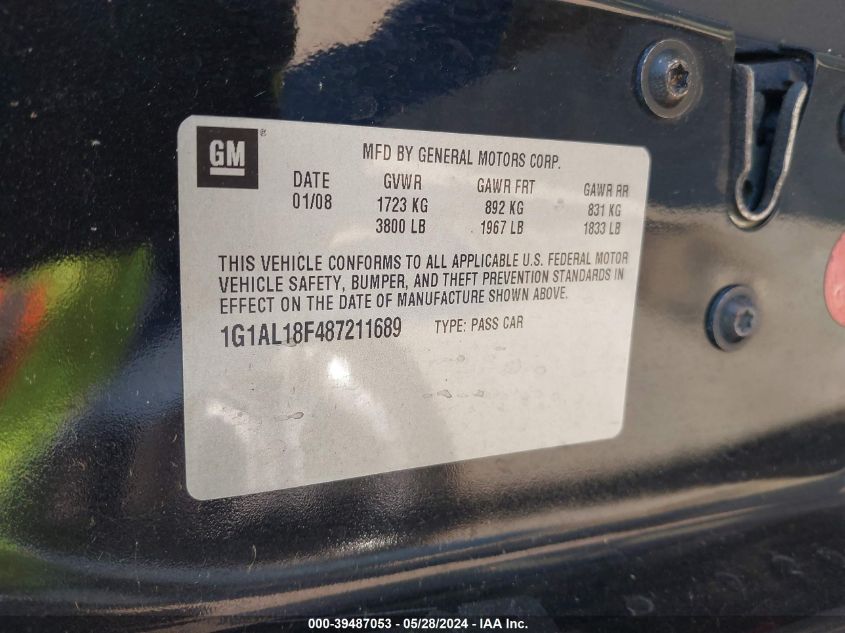 GM ®
MFD BY GENERAL MOTORS CORP.
DATE GVWR GAWR FRT GAWR RR
01/08 1723 KG 892 KG 831 KG
3800 LB 1967 LB 1833 LB
THIS VEHICLE CONFORMS TO ALL APPLICABLE U.S. FEDERAL MOTOR
VEHICLE SAFETY, BUMPER, AND THEFT PREVENTION STANDARDS IN
EFFECT ON THE DATE OF MANUFACTURE SHOWN ABOVE.
1G1AL18F487211689 TYPE: PASS CAR
000-39487053 - 05/28/2024 - IAA Inc.